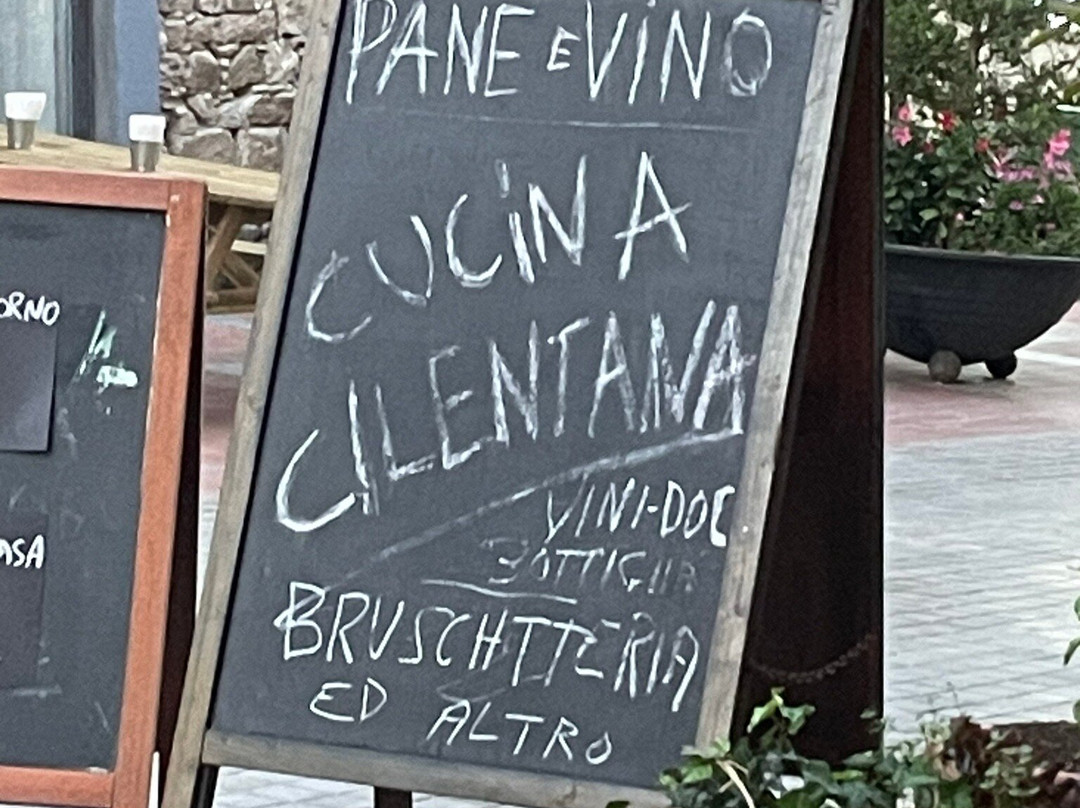 PANE E VINO
CUCINA
CILENTANA
VINI-DOC
BOTTIGLIA
BRUSCHTTERIA
ED ALTRO
ORNO
ASA